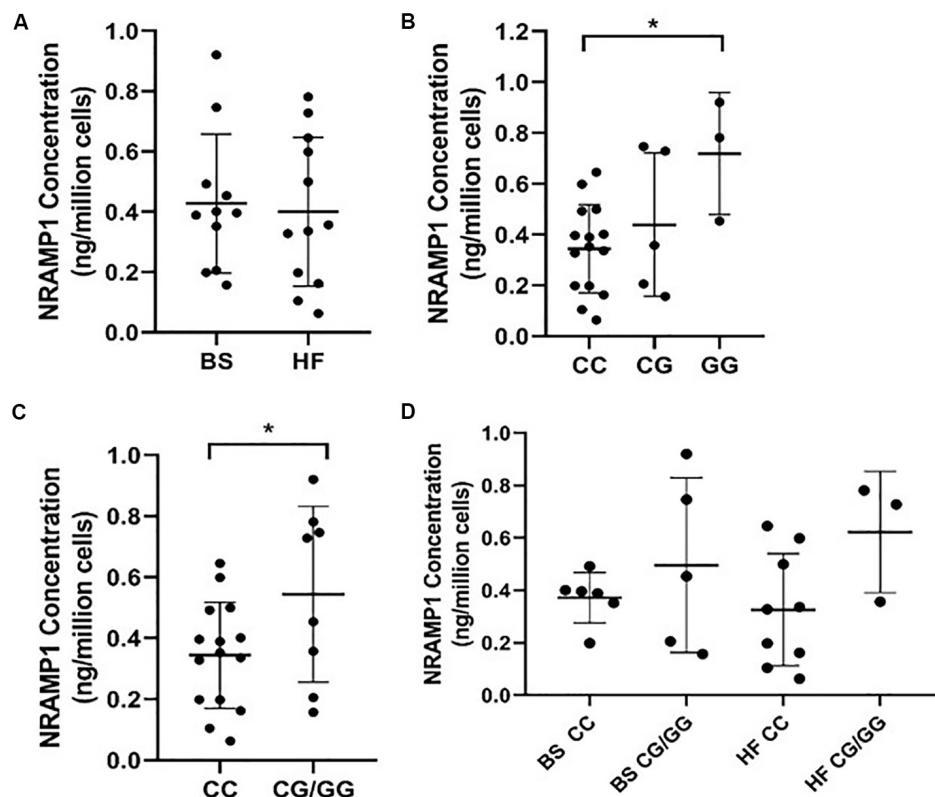 A
NRAMP1 Concentration
(ng/million cells)
1.0
0.8
0.6
0.4
0.2
0.0
BS HF
B
NRAMP1 Concentration
(ng/million cells)
1.2
1.0
0.8
0.6
0.4
0.2
0.0
*
CC CG GG
C
NRAMP1 Concentration
(ng/million cells)
1.0
0.8
0.6
0.4
0.2
0.0
*
CC CG/GG
D
NRAMP1 Concentration
(ng/million cells)
1.0
0.8
0.6
0.4
0.2
0.0
BS CC
BS CG/GG
HF CC
HF CG/GG